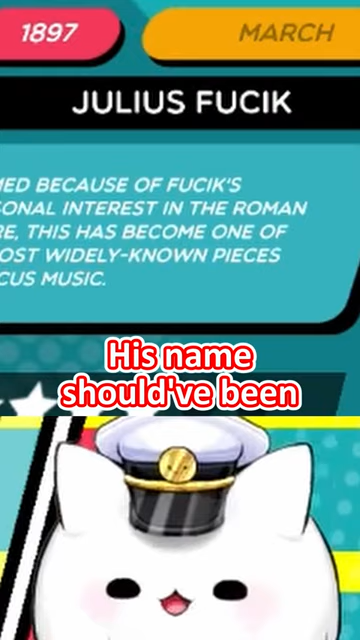 1897
MARCH
JULIUS FUCIK
MED BECAUSE OF FUCIK'S
SONAL INTEREST IN THE ROMAN
RE, THIS HAS BECOME ONE OF
OST WIDELY-KNOWN PIECES
CUS MUSIC.
His name
should've been